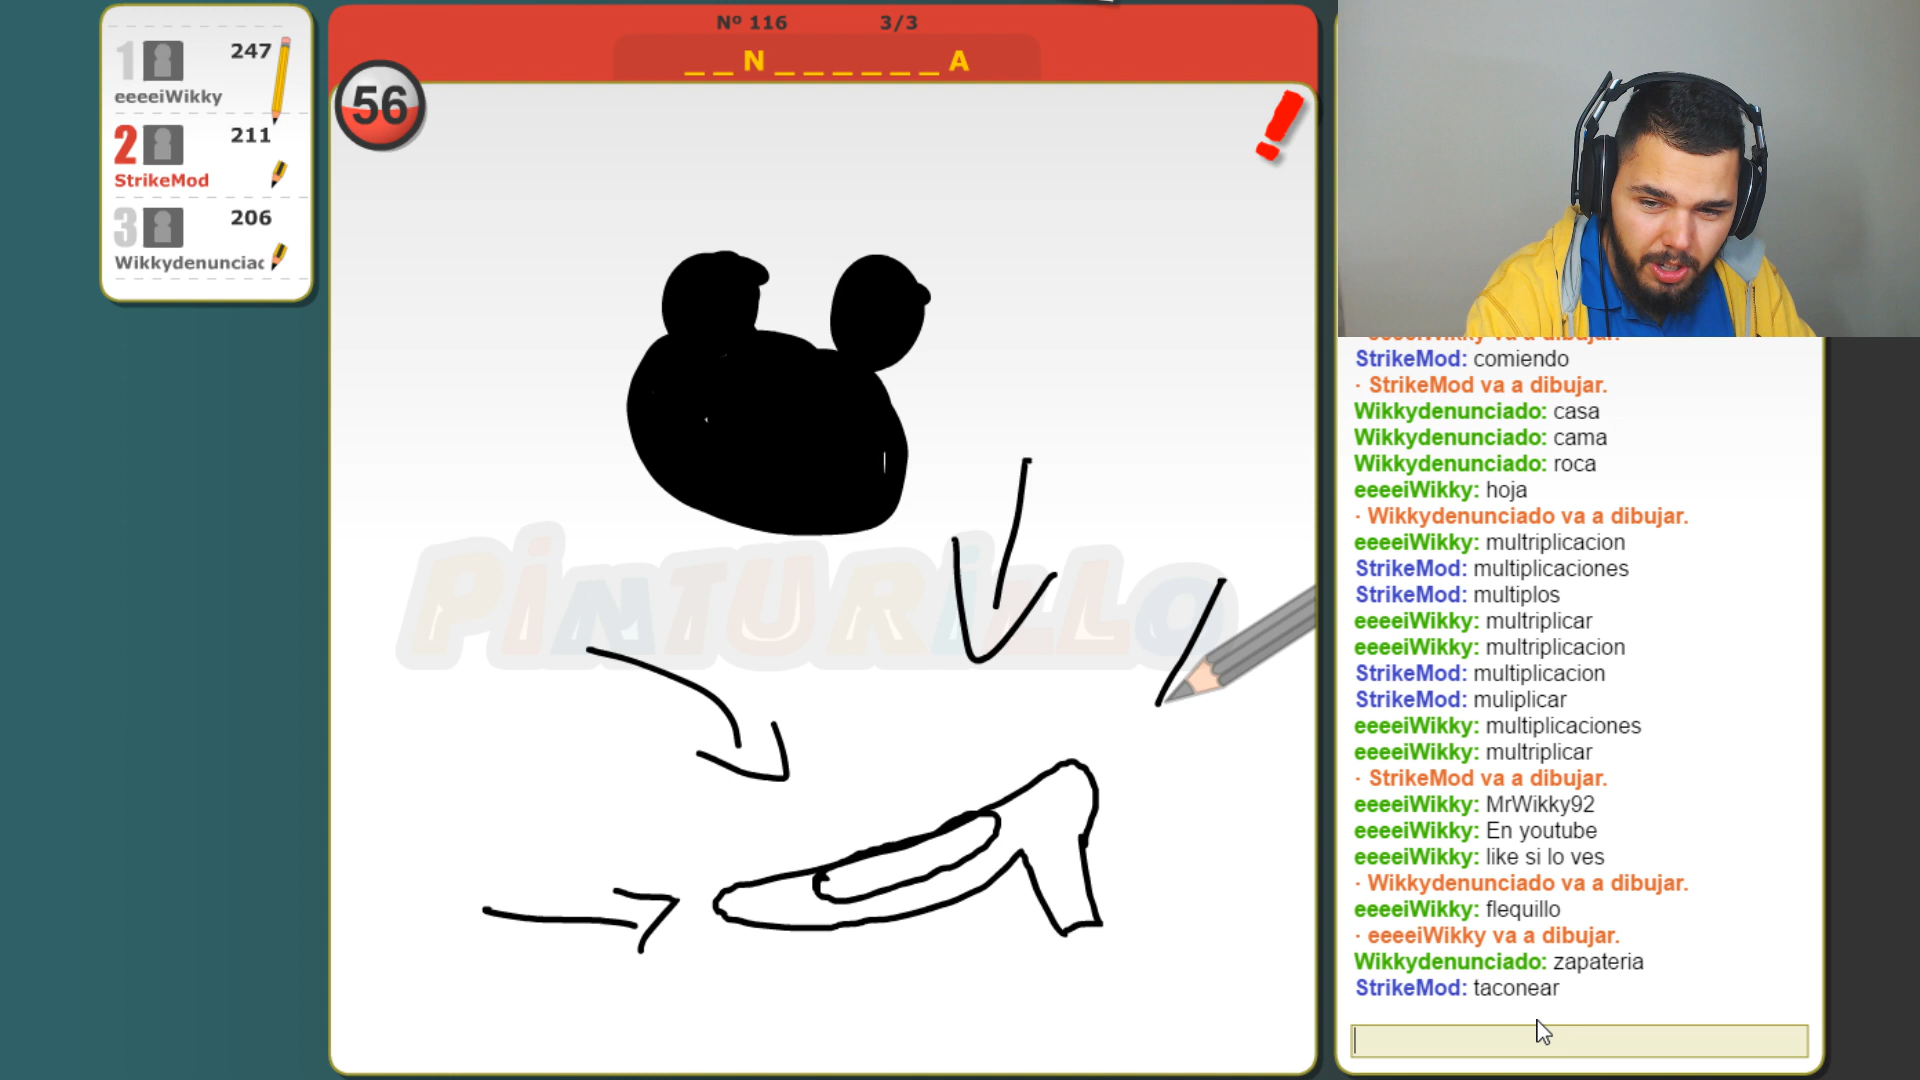 1 247
eeeeiWikky
2 211
StrikeMod
3 206
Wikkydenunciac
Nº 116 3/3
_ _ N _ _ _ _ _ _ A
56
PINTURILLO
StrikeMod: comiendo
· StrikeMod va a dibujar.
Wikkydenunciado: casa
Wikkydenunciado: cama
Wikkydenunciado: roca
eeeeiWikky: hoja
· Wikkydenunciado va a dibujar.
eeeeiWikky: multriplicacion
StrikeMod: multiplicaciones
StrikeMod: multiplos
eeeeiWikky: multriplicar
eeeeiWikky: multriplicacion
StrikeMod: multiplicacion
StrikeMod: muliplicar
eeeeiWikky: multiplicaciones
eeeeiWikky: multriplicar
· StrikeMod va a dibujar.
eeeeiWikky: MrWikky92
eeeeiWikky: En youtube
eeeeiWikky: like si lo ves
· Wikkydenunciado va a dibujar.
eeeeiWikky: flequillo
· eeeeiWikky va a dibujar.
Wikkydenunciado: zapateria
StrikeMod: taconear